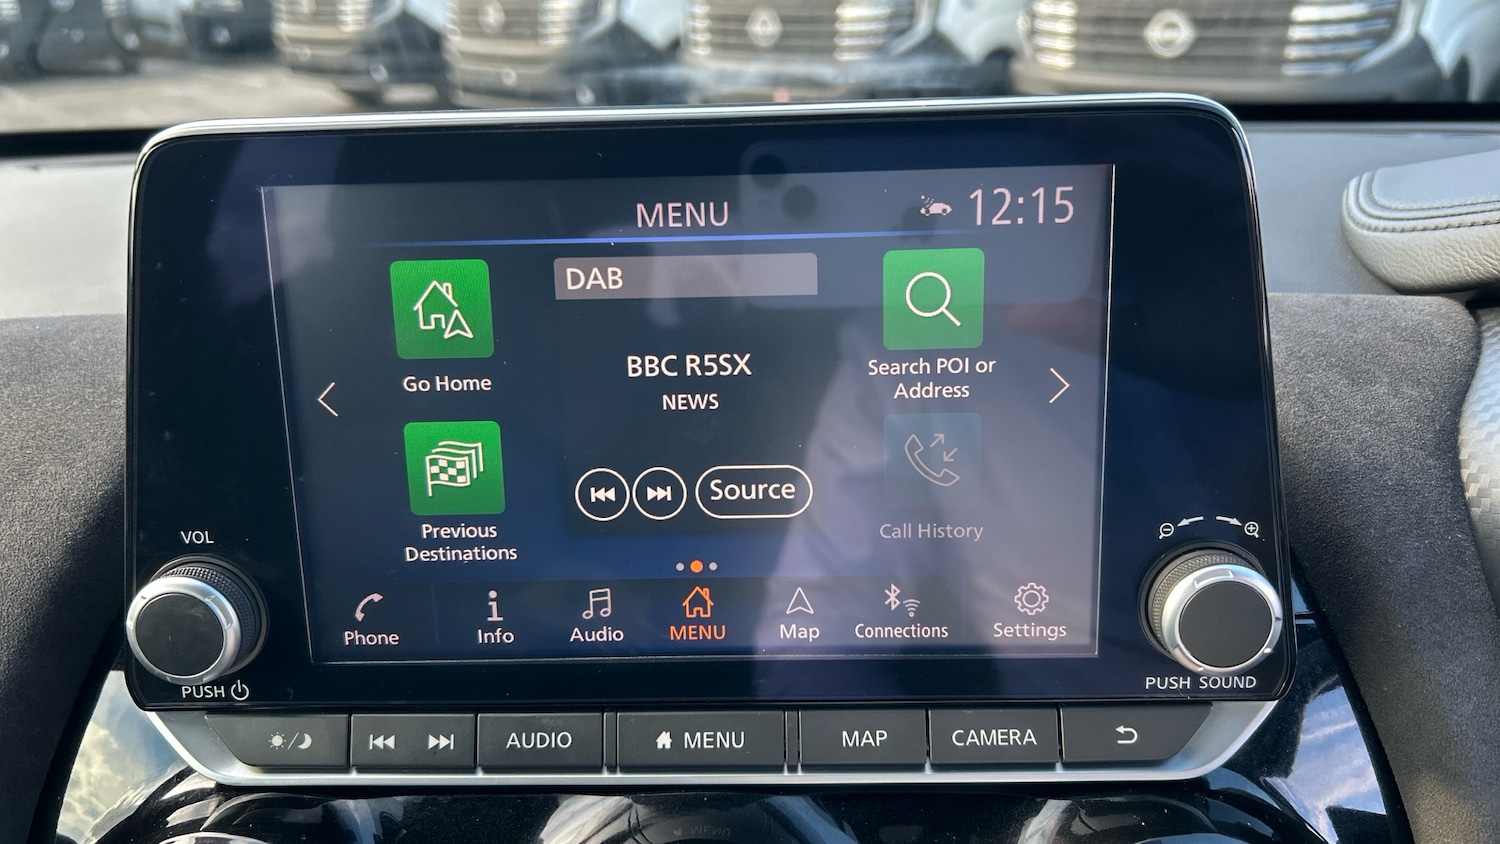 MENU
12:15
DAB
Go Home
BBC R5SX
NEWS
Search POI or
Address
Previous
Destinations
Source
Call History
Phone
Info
Audio
MENU
Map
Connections
Settings
VOL
PUSH
PUSH SOUND
AUDIO
MENU
MAP
CAMERA
MENU